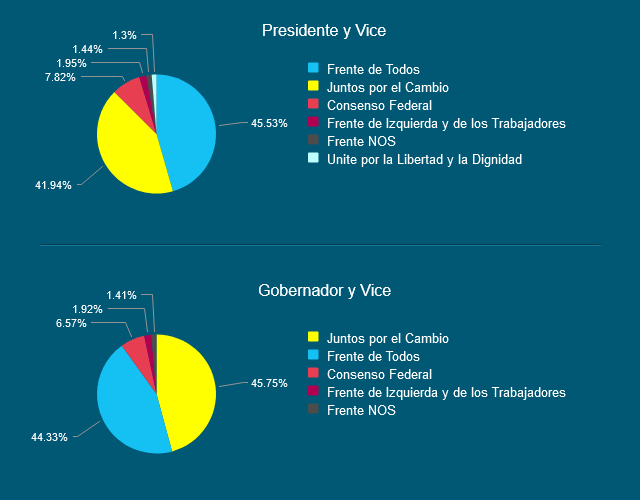 Presidente y Vice
1.3%
1.44%
1.95%
7.82%
45.53%
41.94%
Frente de Todos
Juntos por el Cambio
Consenso Federal
Frente de Izquierda y de los Trabajadores
Frente NOS
Unite por la Libertad y la Dignidad
Gobernador y Vice
1.41%
1.92%
6.57%
45.75%
44.33%
Juntos por el Cambio
Frente de Todos
Consenso Federal
Frente de Izquierda y de los Trabajadores
Frente NOS